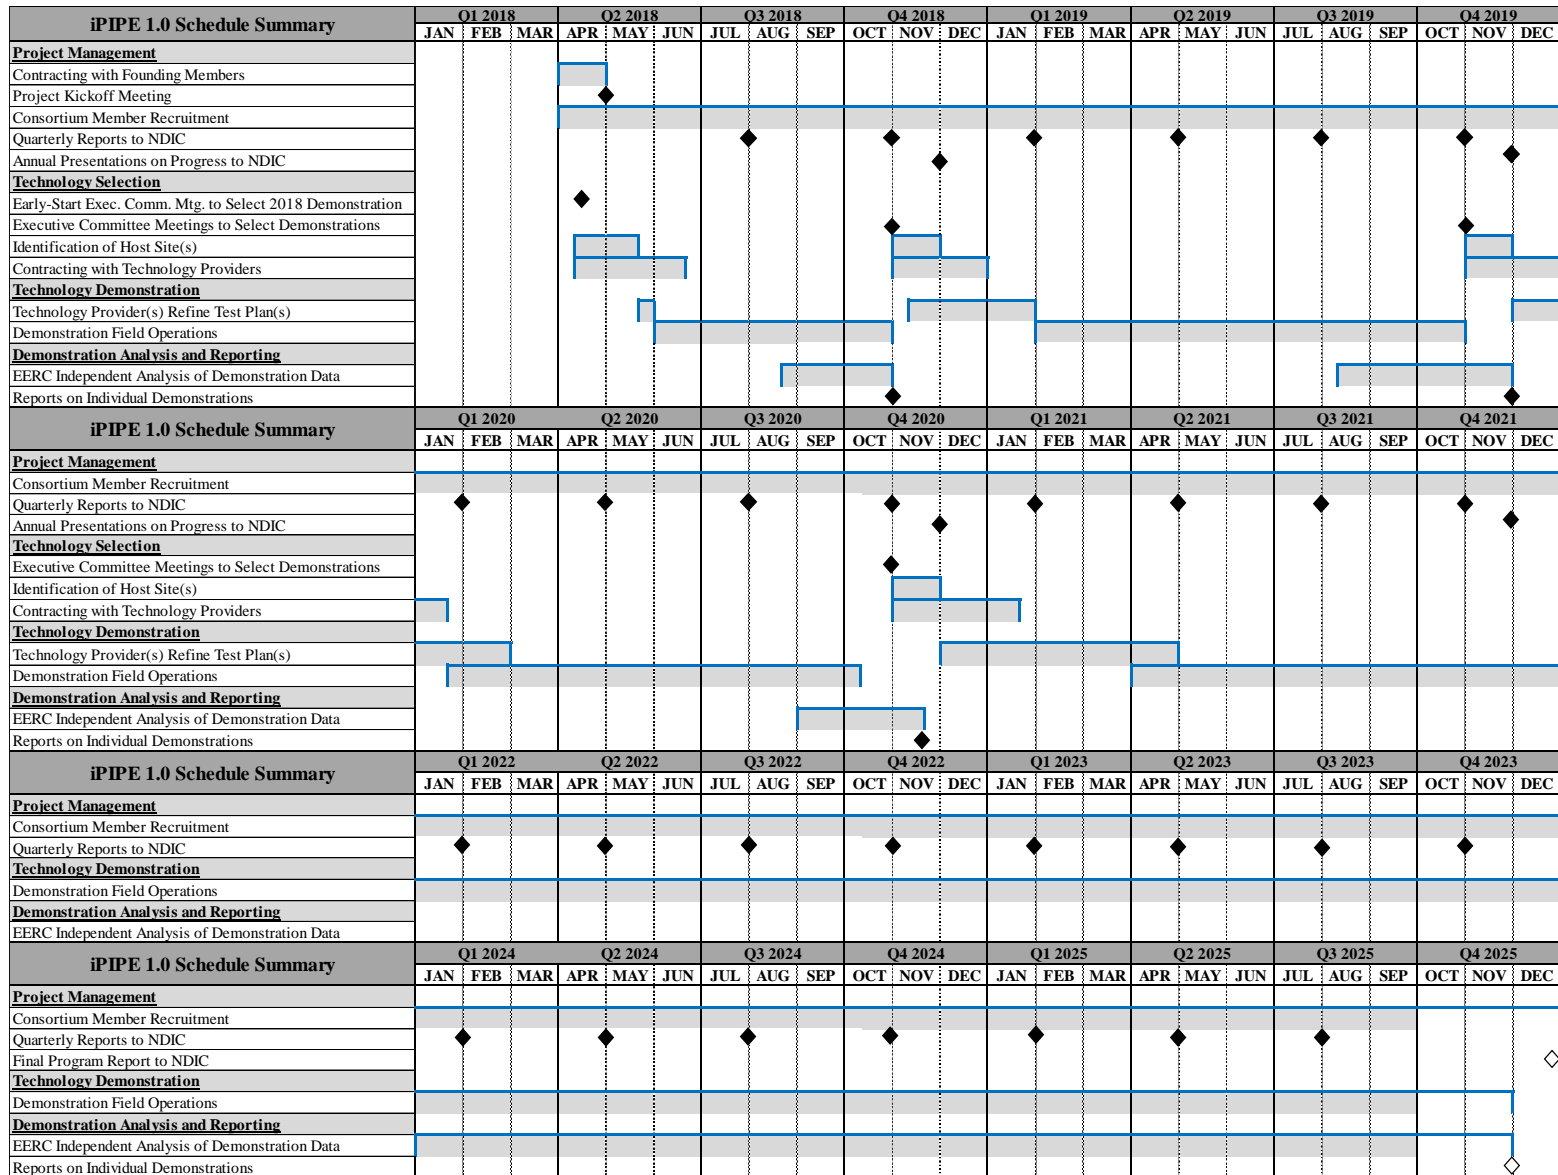 iPIPE 1.0 Schedule Summary
Q1 2018 Q2 2018 Q3 2018 Q4 2018 Q1 2019 Q2 2019 Q3 2019 Q4 2019
JAN FEB MAR APR MAY JUN JUL AUG SEP OCT NOV DEC JAN FEB MAR APR MAY JUN JUL AUG SEP OCT NOV DEC
Project Management
Contracting with Founding Members
Project Kickoff Meeting
Consortium Member Recruitment
Quarterly Reports to NDIC
Annual Presentations on Progress to NDIC
Technology Selection
Early-Start Exec. Comm. Mtg. to Select 2018 Demonstration
Executive Committee Meetings to Select Demonstrations
Identification of Host Site(s)
Contracting with Technology Providers
Technology Demonstration
Technology Provider(s) Refine Test Plan(s)
Demonstration Field Operations
Demonstration Analysis and Reporting
EERC Independent Analysis of Demonstration Data
Reports on Individual Demonstrations
iPIPE 1.0 Schedule Summary
Q1 2020 Q2 2020 Q3 2020 Q4 2020 Q1 2021 Q2 2021 Q3 2021 Q4 2021
JAN FEB MAR APR MAY JUN JUL AUG SEP OCT NOV DEC JAN FEB MAR APR MAY JUN JUL AUG SEP OCT NOV DEC
Project Management
Consortium Member Recruitment
Quarterly Reports to NDIC
Annual Presentations on Progress to NDIC
Technology Selection
Executive Committee Meetings to Select Demonstrations
Identification of Host Site(s)
Contracting with Technology Providers
Technology Demonstration
Technology Provider(s) Refine Test Plan(s)
Demonstration Field Operations
Demonstration Analysis and Reporting
EERC Independent Analysis of Demonstration Data
Reports on Individual Demonstrations
iPIPE 1.0 Schedule Summary
Q1 2022 Q2 2022 Q3 2022 Q4 2022 Q1 2023 Q2 2023 Q3 2023 Q4 2023
JAN FEB MAR APR MAY JUN JUL AUG SEP OCT NOV DEC JAN FEB MAR APR MAY JUN JUL AUG SEP OCT NOV DEC
Project Management
Consortium Member Recruitment
Quarterly Reports to NDIC
Technology Demonstration
Demonstration Field Operations
Demonstration Analysis and Reporting
EERC Independent Analysis of Demonstration Data
iPIPE 1.0 Schedule Summary
Q1 2024 Q2 2024 Q3 2024 Q4 2024 Q1 2025 Q2 2025 Q3 2025 Q4 2025
JAN FEB MAR APR MAY JUN JUL AUG SEP OCT NOV DEC JAN FEB MAR APR MAY JUN JUL AUG SEP OCT NOV DEC
Project Management
Consortium Member Recruitment
Quarterly Reports to NDIC
Final Program Report to NDIC
Technology Demonstration
Demonstration Field Operations
Demonstration Analysis and Reporting
EERC Independent Analysis of Demonstration Data
Reports on Individual Demonstrations